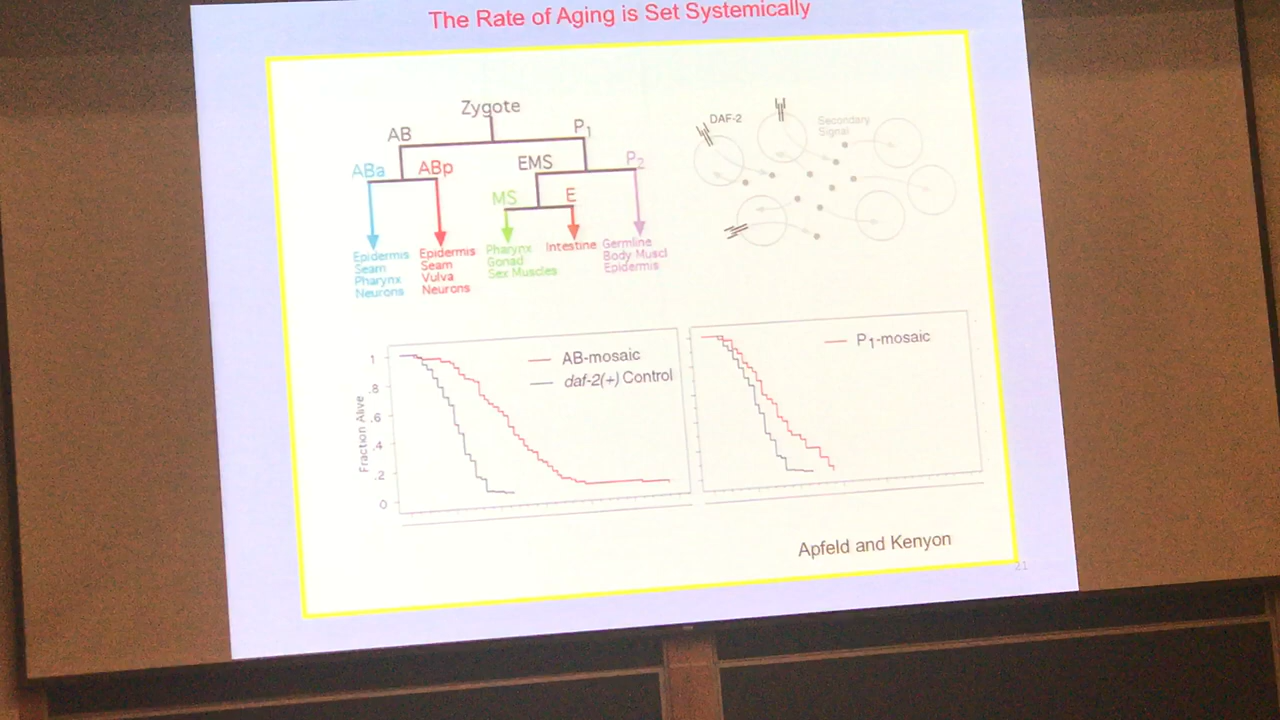 The Rate of Aging is Set Systemically
Zygote
AB
P1
ABa
ABp
EMS
P2
MS
E
Epidermis
Seam
Pharynx
Neurons
Epidermis
Seam
Vulva
Neurons
Pharynx
Gonad
Sex Muscles
Intestine
Germline
Body Muscl
Epidermis
DAF-2
Secondary
Signal
Fraction Alive
1
.8
.6
.4
.2
0
AB-mosaic
daf-2(+) Control
P1-mosaic
Apfeld and Kenyon
21